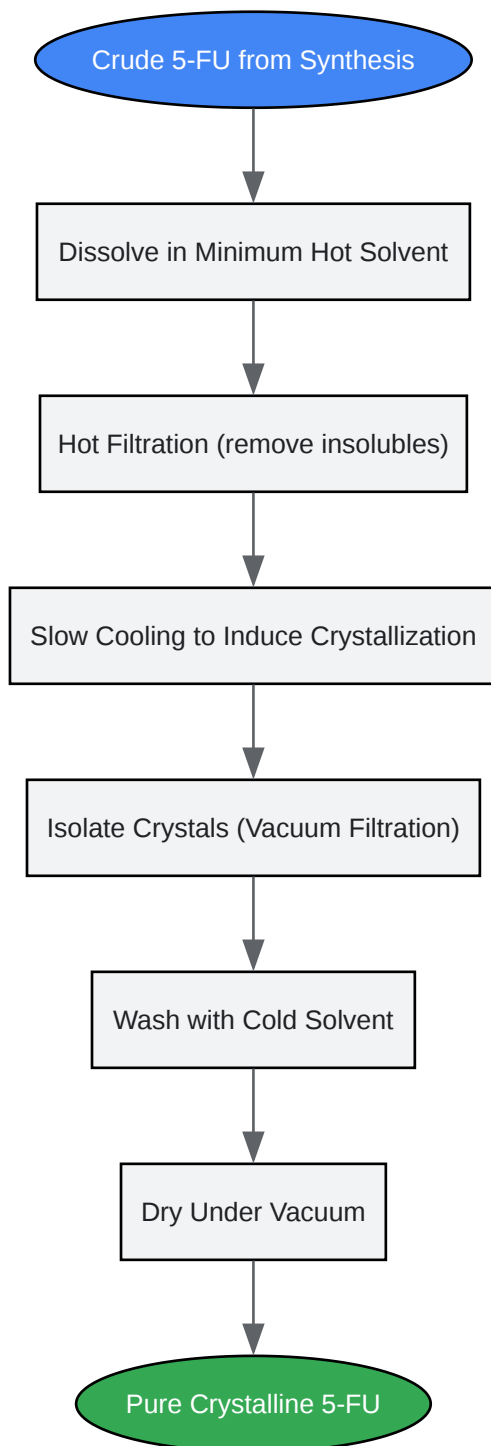 Crude 5-FU from Synthesis
Dissolve in Minimum Hot Solvent
Hot Filtration (remove insolubles)
Slow Cooling to Induce Crystallization
Isolate Crystals (Vacuum Filtration)
Wash with Cold Solvent
Dry Under Vacuum
Pure Crystalline 5-FU